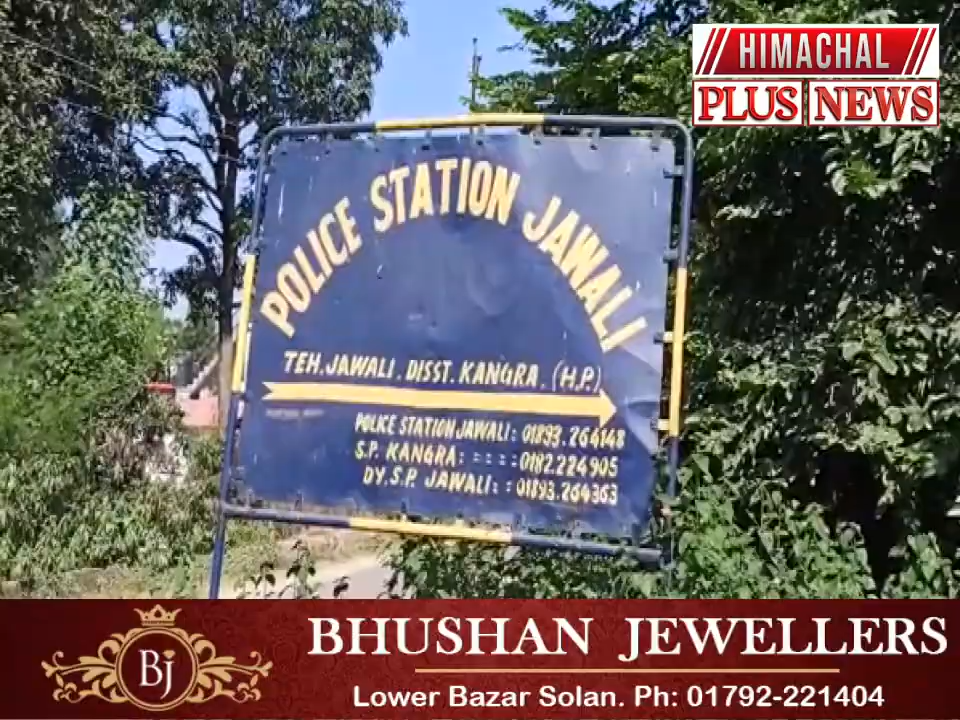 HIMACHAL
PLUS NEWS
POLICE STATION JAWALI
TEH. JAWALI. DISST. KANGRA. (H.P.)
POLICE STATION JAWALI: 01893.264148
S.P. KANGRA: :::: 0182.224905
DY. S.P. JAWALI: : 01893.264363
Bj
BHUSHAN JEWELLERS
Lower Bazar Solan. Ph: 01792-221404